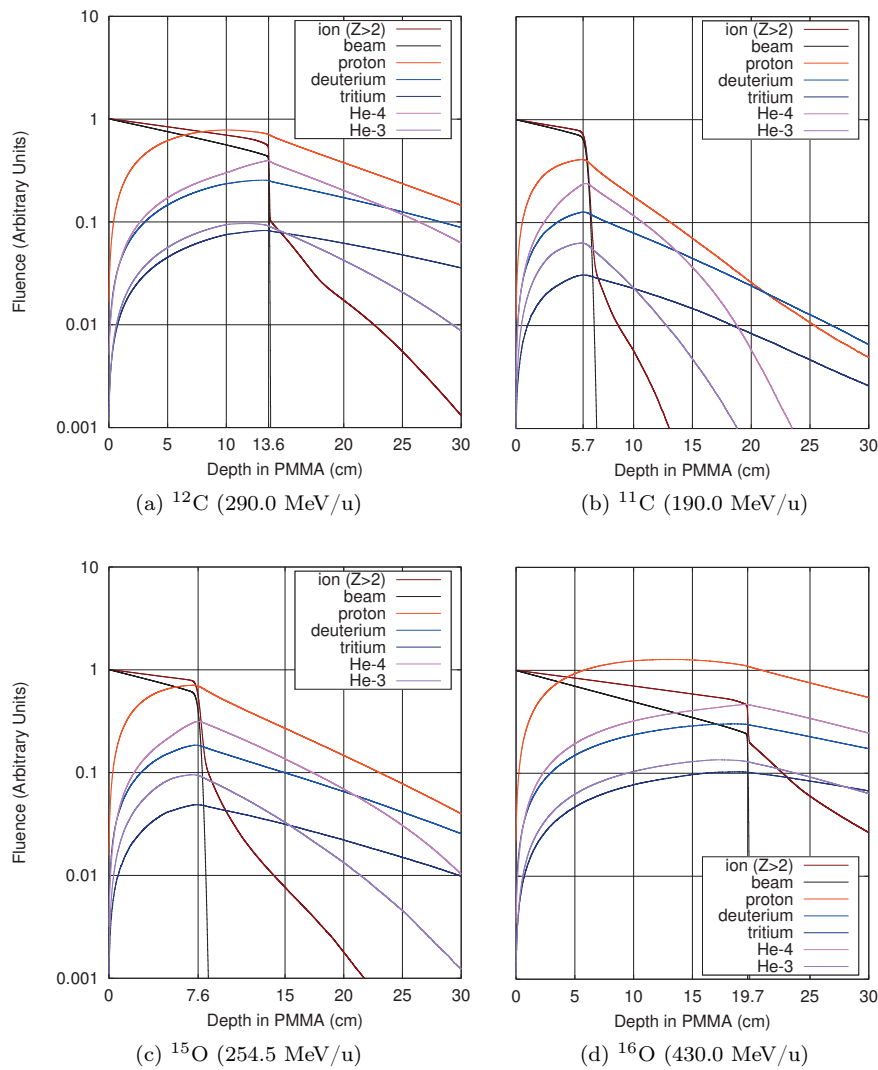 10
1
0.1
0.01
0.001
Fluence (Arbitrary Units)
ion (Z>2)
beam
proton
deuterium
tritium
He-4
He-3
0 5 10 13.6 20 25 30
Depth in PMMA (cm)
(a) ¹²C (290.0 MeV/u)
ion (Z>2)
beam
proton
deuterium
tritium
He-4
He-3
0 5.7 10 15 20 25 30
Depth in PMMA (cm)
(b) ¹¹C (190.0 MeV/u)
10
1
0.1
0.01
0.001
Fluence (Arbitrary Units)
ion (Z>2)
beam
proton
deuterium
tritium
He-4
He-3
0 7.6 15 20 25 30
Depth in PMMA (cm)
(c) ¹⁵O (254.5 MeV/u)
ion (Z>2)
beam
proton
deuterium
tritium
He-4
He-3
0 5 10 15 19.7 25 30
Depth in PMMA (cm)
(d) ¹⁶O (430.0 MeV/u)